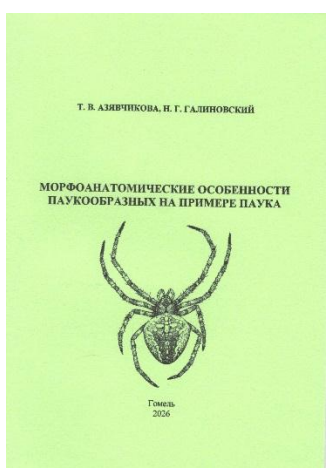 Т. В. АЗЯВЧИКОВА, Н. Г. ГАЛИНОВСКИЙ
МОРФОАНАТОМИЧЕСКИЕ ОСОБЕННОСТИ
ПАУКООБРАЗНЫХ НА ПРИМЕРЕ ПАУКА
Гомель
2026